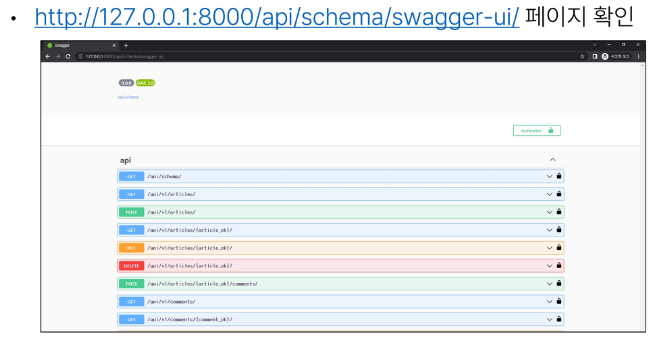 • http://127.0.0.1:8000/api/schema/swagger-ui/ 페이지 확인
Swagger
127.0.0.1:8000/api/schema/swagger-ui/
0.0.0 OAS 3.0
/api/schema/
Authorize
api
GET /api/schema/
GET /api/v1/articles/
POST /api/v1/articles/
GET /api/v1/articles/{article_pk}/
PUT /api/v1/articles/{article_pk}/
DELETE /api/v1/articles/{article_pk}/
POST /api/v1/articles/{article_pk}/comments/
GET /api/v1/comments/
GET /api/v1/comments/{comment_pk}/